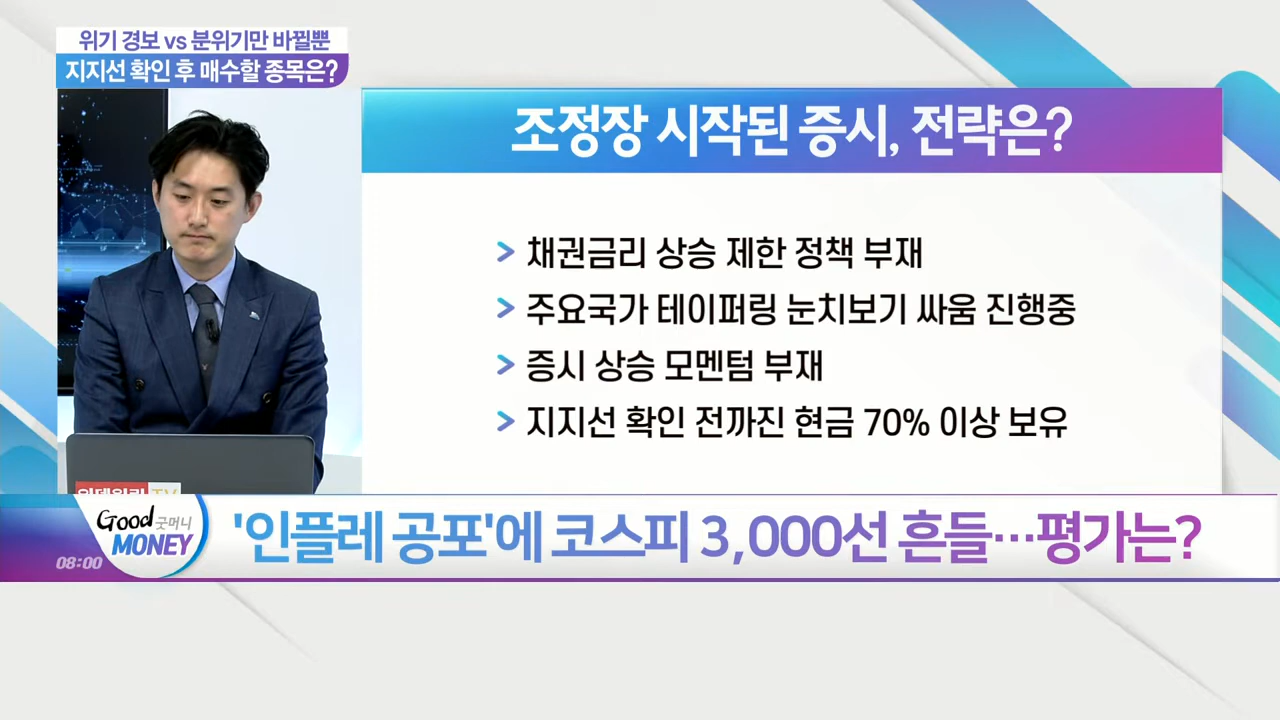 위기 경보 vs 분위기만 바뀔뿐
지지선 확인 후 매수할 종목은?
조정장 시작된 증시, 전략은?
> 채권금리 상승 제한 정책 부재
> 주요국가 테이퍼링 눈치보기 싸움 진행중
> 증시 상승 모멘텀 부재
> 지지선 확인 전까진 현금 70% 이상 보유
Good 굿머니
MONEY
08:00
'인플레 공포'에 코스피 3,000선 흔들…평가는?